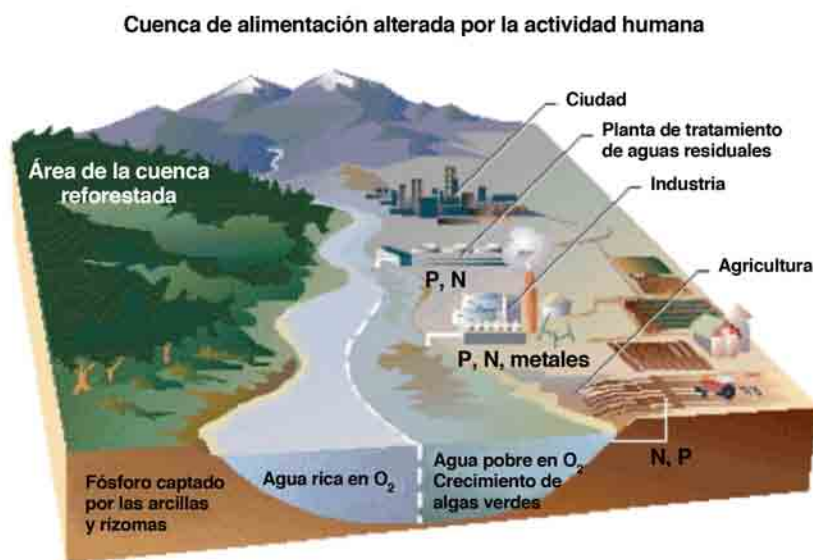 Cuenca de alimentación alterada por la actividad humana
Ciudad
Planta de tratamiento
de aguas residuales
Industria
Área de la cuenca
reforestada
Agricultura
P, N
P, N, metales
N, P
Fósforo captado
por las arcillas
y rizomas
Agua rica en O₂
Agua pobre en O₂
Crecimiento de
algas verdes